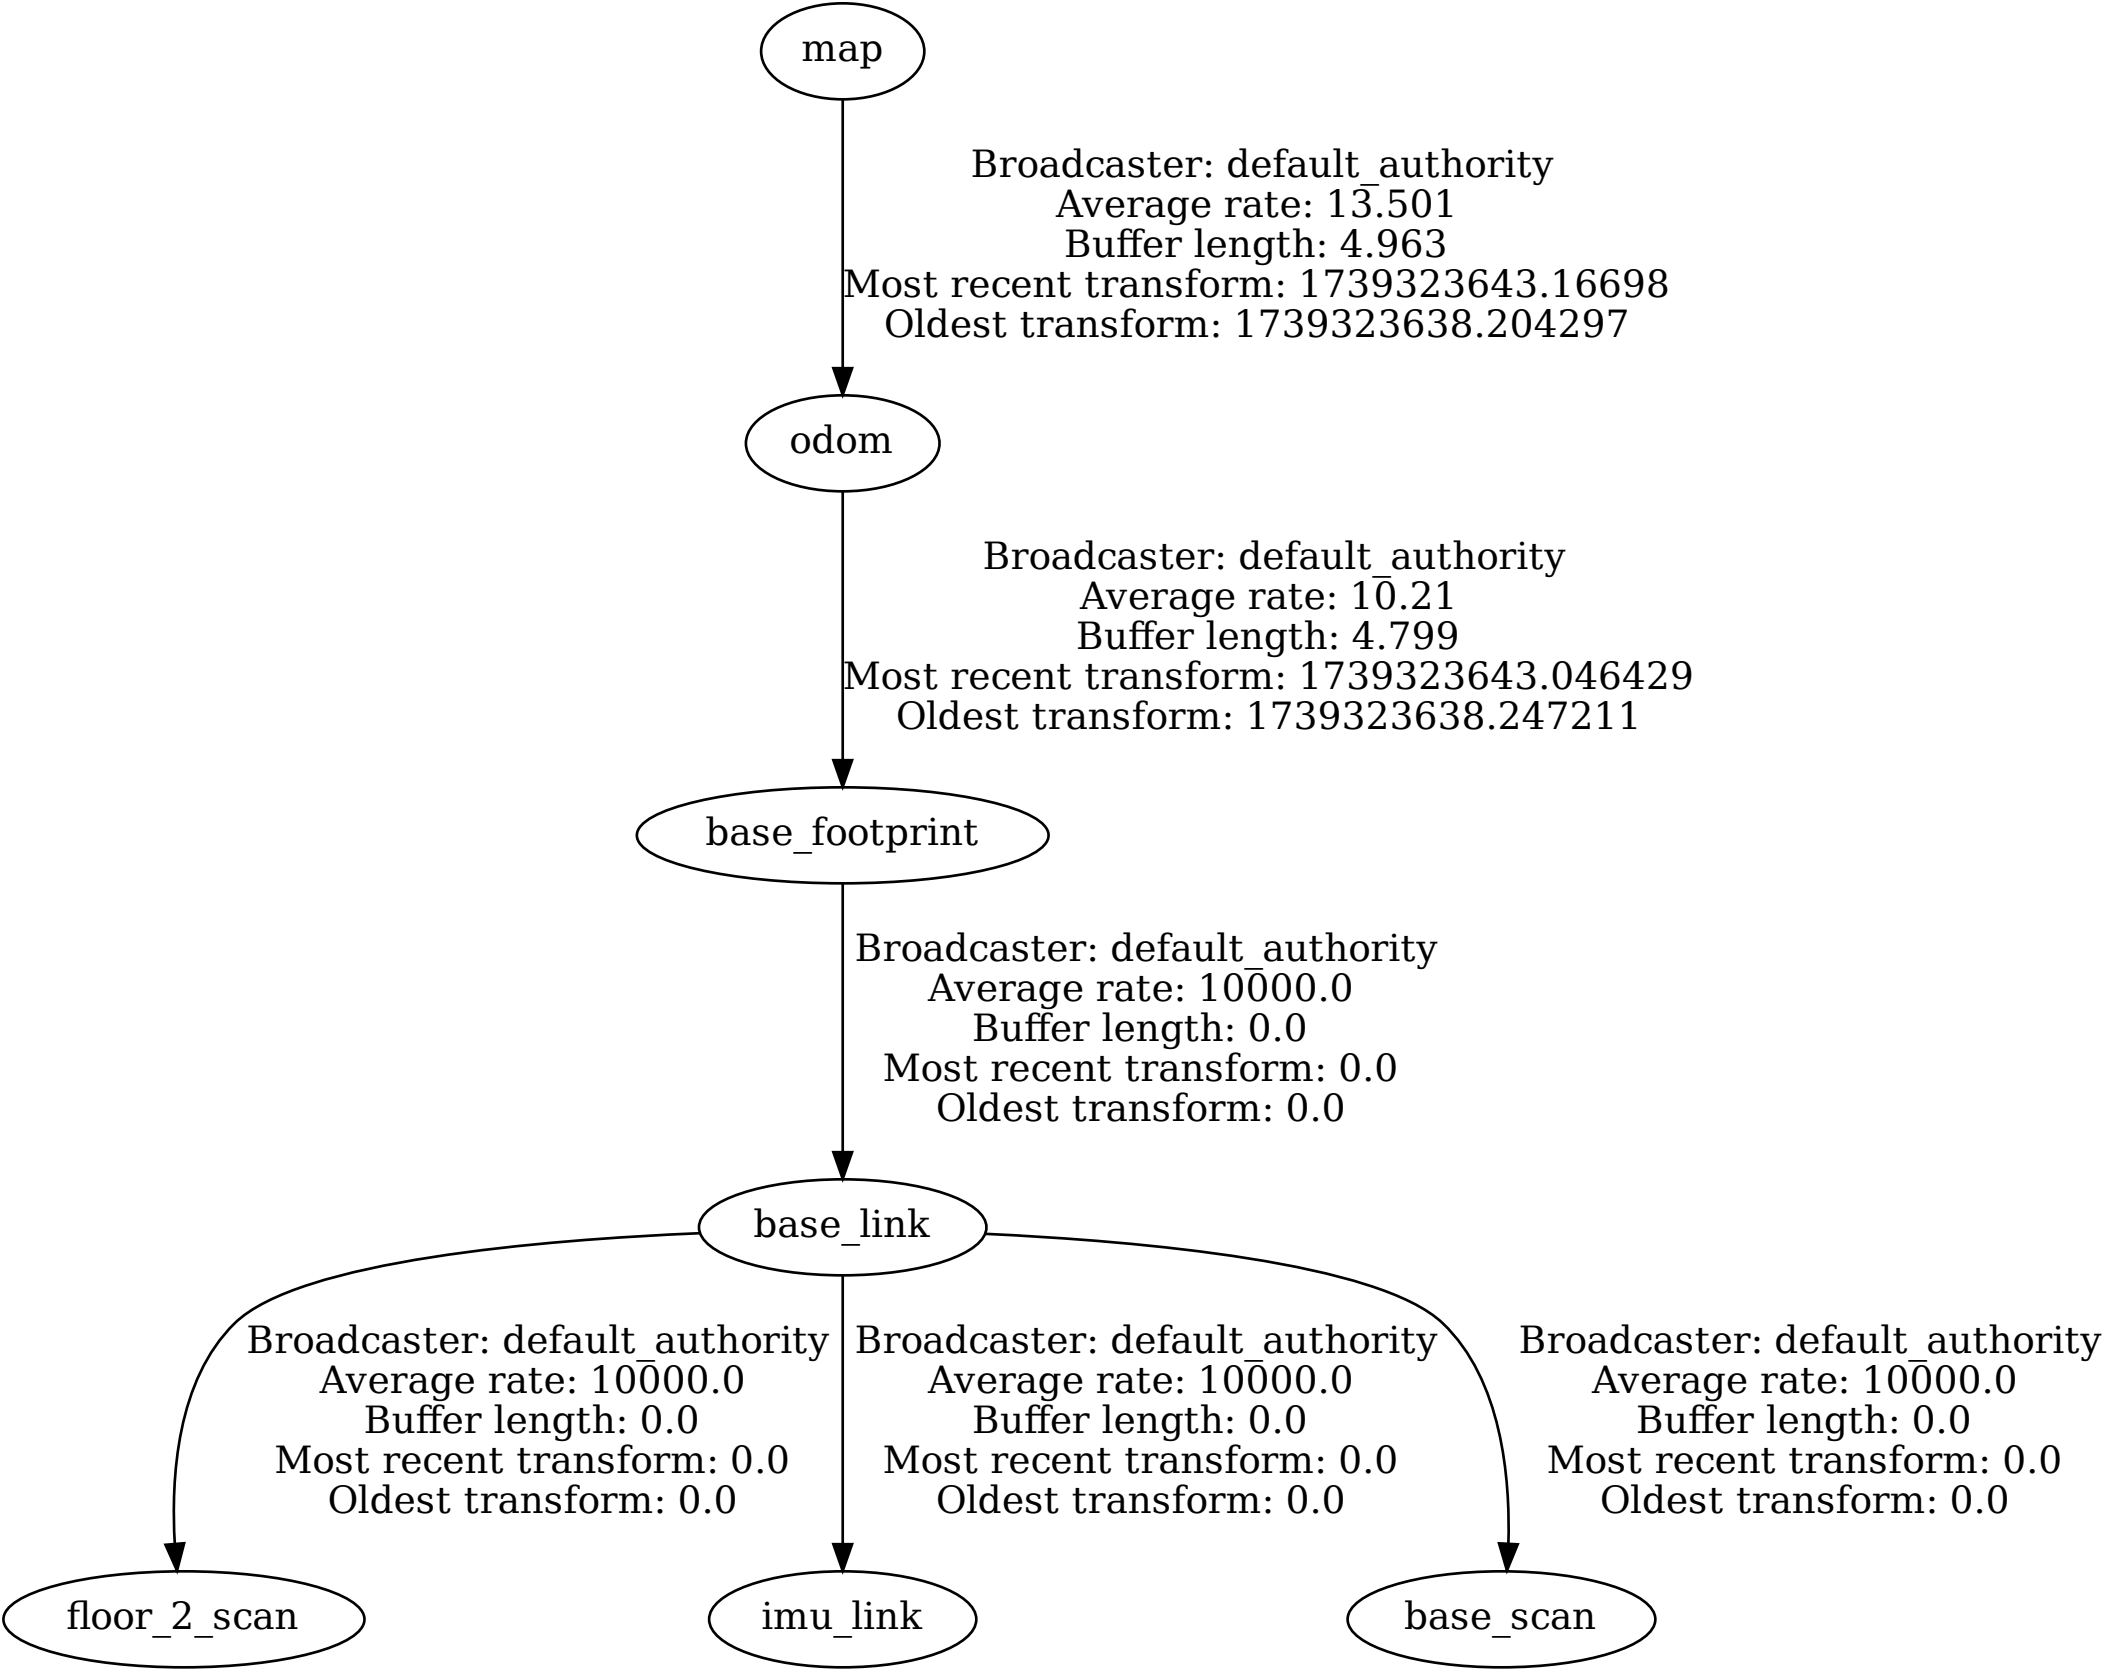 map
Broadcaster: default_authority
Average rate: 13.501
Buffer length: 4.963
Most recent transform: 1739323643.16698
Oldest transform: 1739323638.204297
odom
Broadcaster: default_authority
Average rate: 10.21
Buffer length: 4.799
Most recent transform: 1739323643.046429
Oldest transform: 1739323638.247211
base_footprint
Broadcaster: default_authority
Average rate: 10000.0
Buffer length: 0.0
Most recent transform: 0.0
Oldest transform: 0.0
base_link
Broadcaster: default_authority
Average rate: 10000.0
Buffer length: 0.0
Most recent transform: 0.0
Oldest transform: 0.0
Broadcaster: default_authority
Average rate: 10000.0
Buffer length: 0.0
Most recent transform: 0.0
Oldest transform: 0.0
Broadcaster: default_authority
Average rate: 10000.0
Buffer length: 0.0
Most recent transform: 0.0
Oldest transform: 0.0
floor_2_scan
imu_link
base_scan